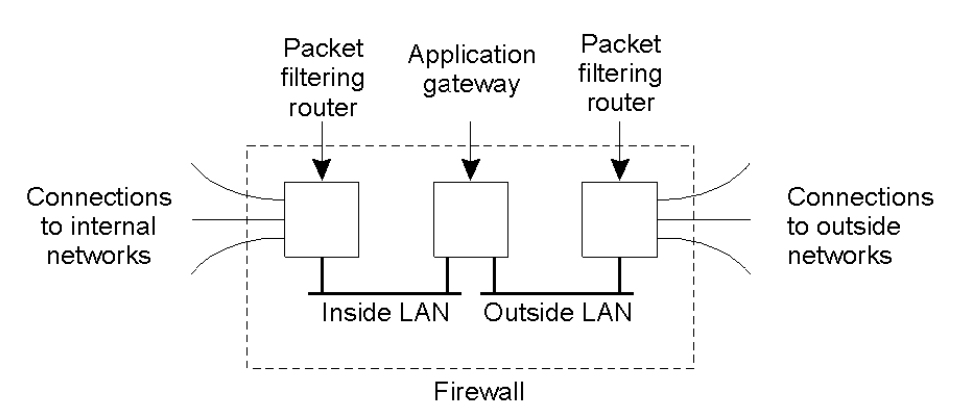 Packet
filtering
router
Application
gateway
Packet
filtering
router
Connections
to internal
networks
Connections
to outside
networks
Inside LAN
Outside LAN
Firewall